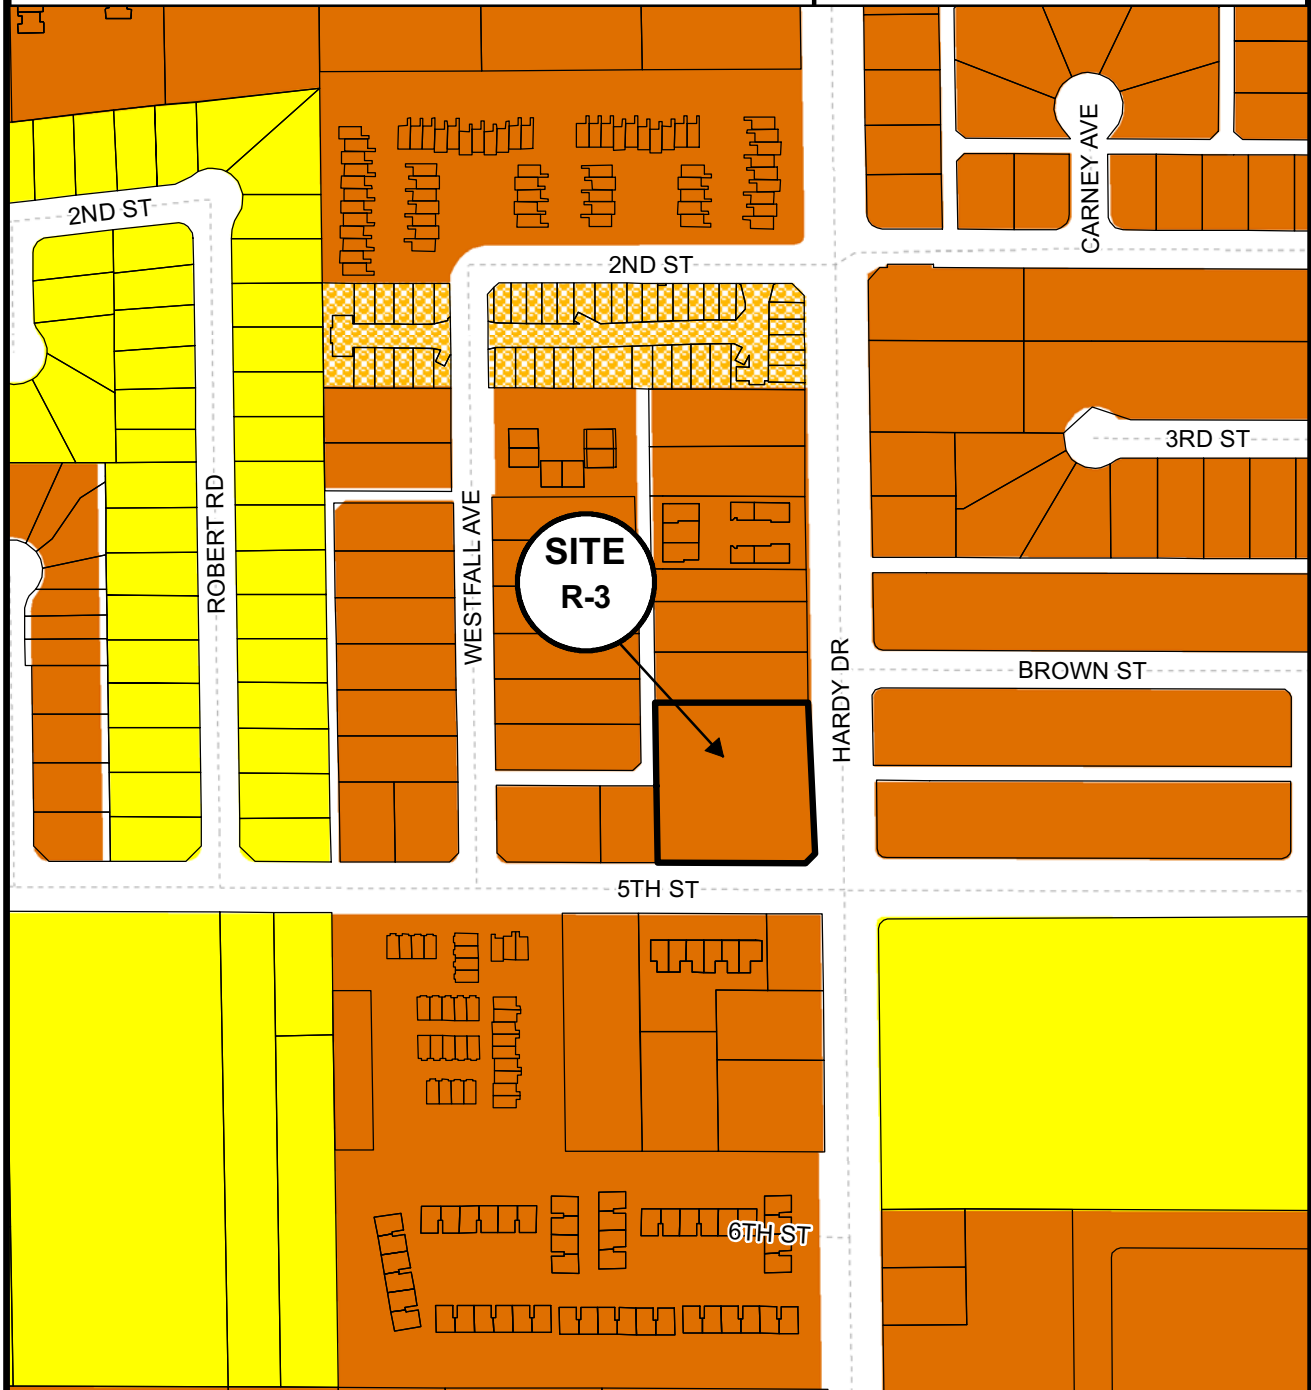 CARNEY AVE
2ND ST
2ND ST
3RD ST
ROBERT RD
WESTFALL AVE
SITE
R-3
HARDY DR
BROWN ST
5TH ST
6TH ST